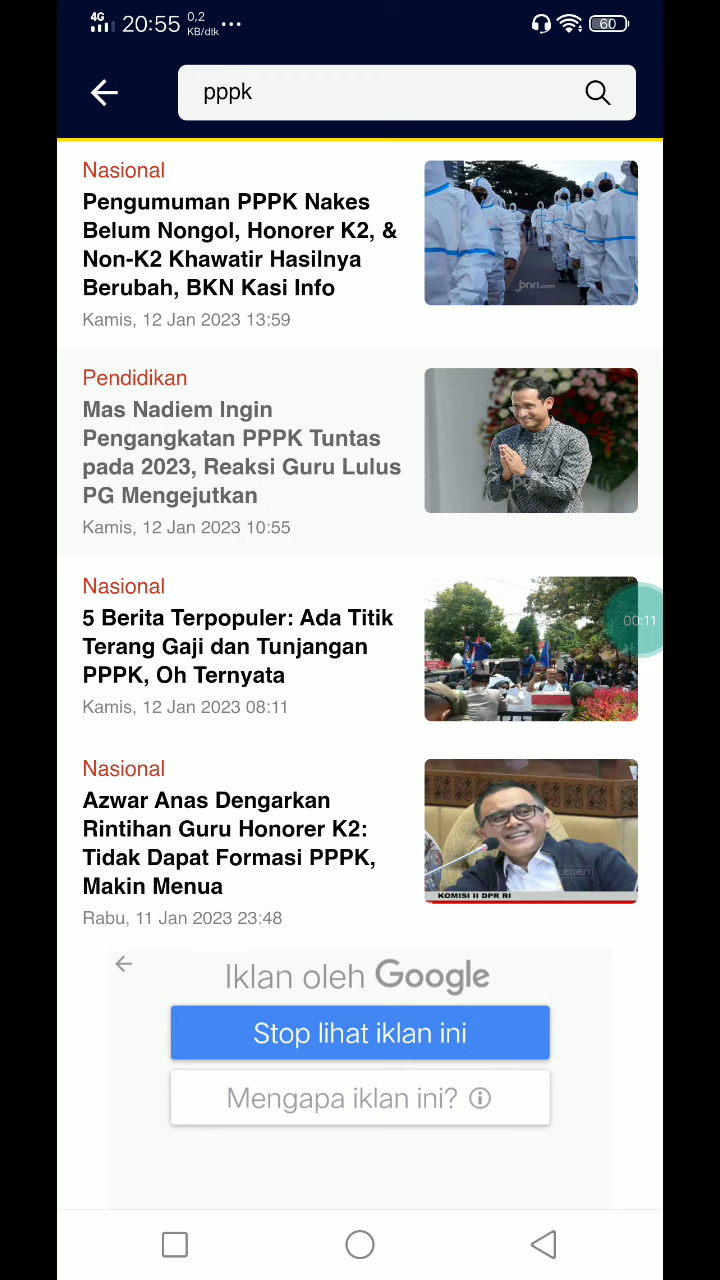 4G 20:55 0,2 KB/dtk ... 60
pppk
Nasional
Pengumuman PPPK Nakes
Belum Nongol, Honorer K2, &
Non-K2 Khawatir Hasilnya
Berubah, BKN Kasi Info
Kamis, 12 Jan 2023 13:59
jpnn.com
Pendidikan
Mas Nadiem Ingin
Pengangkatan PPPK Tuntas
pada 2023, Reaksi Guru Lulus
PG Mengejutkan
Kamis, 12 Jan 2023 10:55
Nasional
5 Berita Terpopuler: Ada Titik
Terang Gaji dan Tunjangan
PPPK, Oh Ternyata
Kamis, 12 Jan 2023 08:11
00:11
Nasional
Azwar Anas Dengarkan
Rintihan Guru Honorer K2:
Tidak Dapat Formasi PPPK,
Makin Menua
Rabu, 11 Jan 2023 23:48
KOMISI II DPR RI
Iklan oleh Google
Stop lihat iklan ini
Mengapa iklan ini?